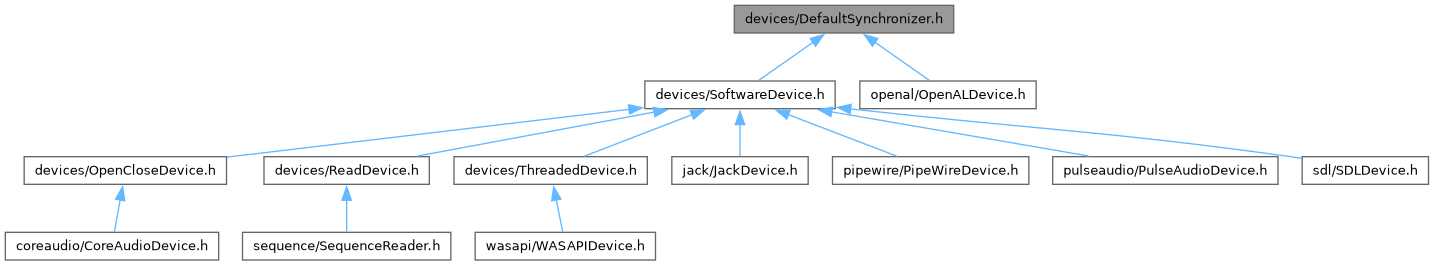 devices/DefaultSynchronizer.h
devices/SoftwareDevice.h
openal/OpenALDevice.h
devices/OpenCloseDevice.h
devices/ReadDevice.h
devices/ThreadedDevice.h
jack/JackDevice.h
pipewire/PipeWireDevice.h
pulseaudio/PulseAudioDevice.h
sdl/SDLDevice.h
coreaudio/CoreAudioDevice.h
sequence/SequenceReader.h
wasapi/WASAPIDevice.h